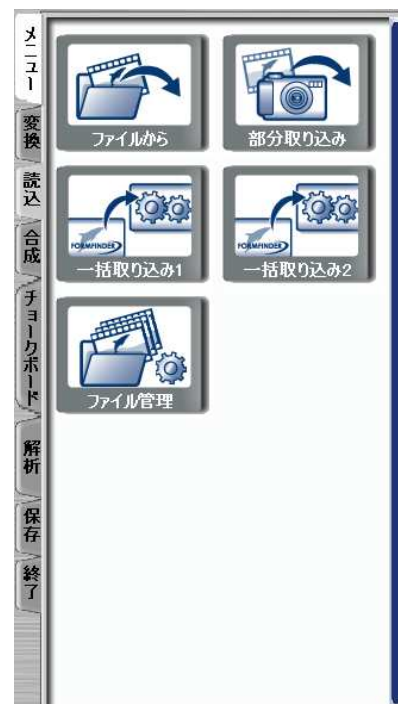 メニュー
変換
読込
合成
チョークボード
解析
保存
終了
ファイルから
部分取り込み
FORMFINDER
一括取り込み1
FORMFINDER
一括取り込み2
ファイル管理